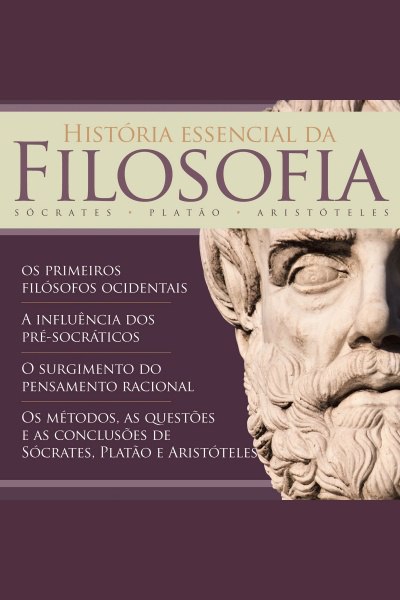 HISTÓRIA ESSENCIAL DA
FILOSOFIA
SÓCRATES • PLATÃO • ARISTÓTELES
OS PRIMEIROS
FILÓSOFOS OCIDENTAIS
A INFLUÊNCIA DOS
PRÉ-SOCRÁTICOS
O SURGIMENTO DO
PENSAMENTO RACIONAL
OS MÉTODOS, AS QUESTÕES
E AS CONCLUSÕES DE
SÓCRATES, PLATÃO E ARISTÓTELES